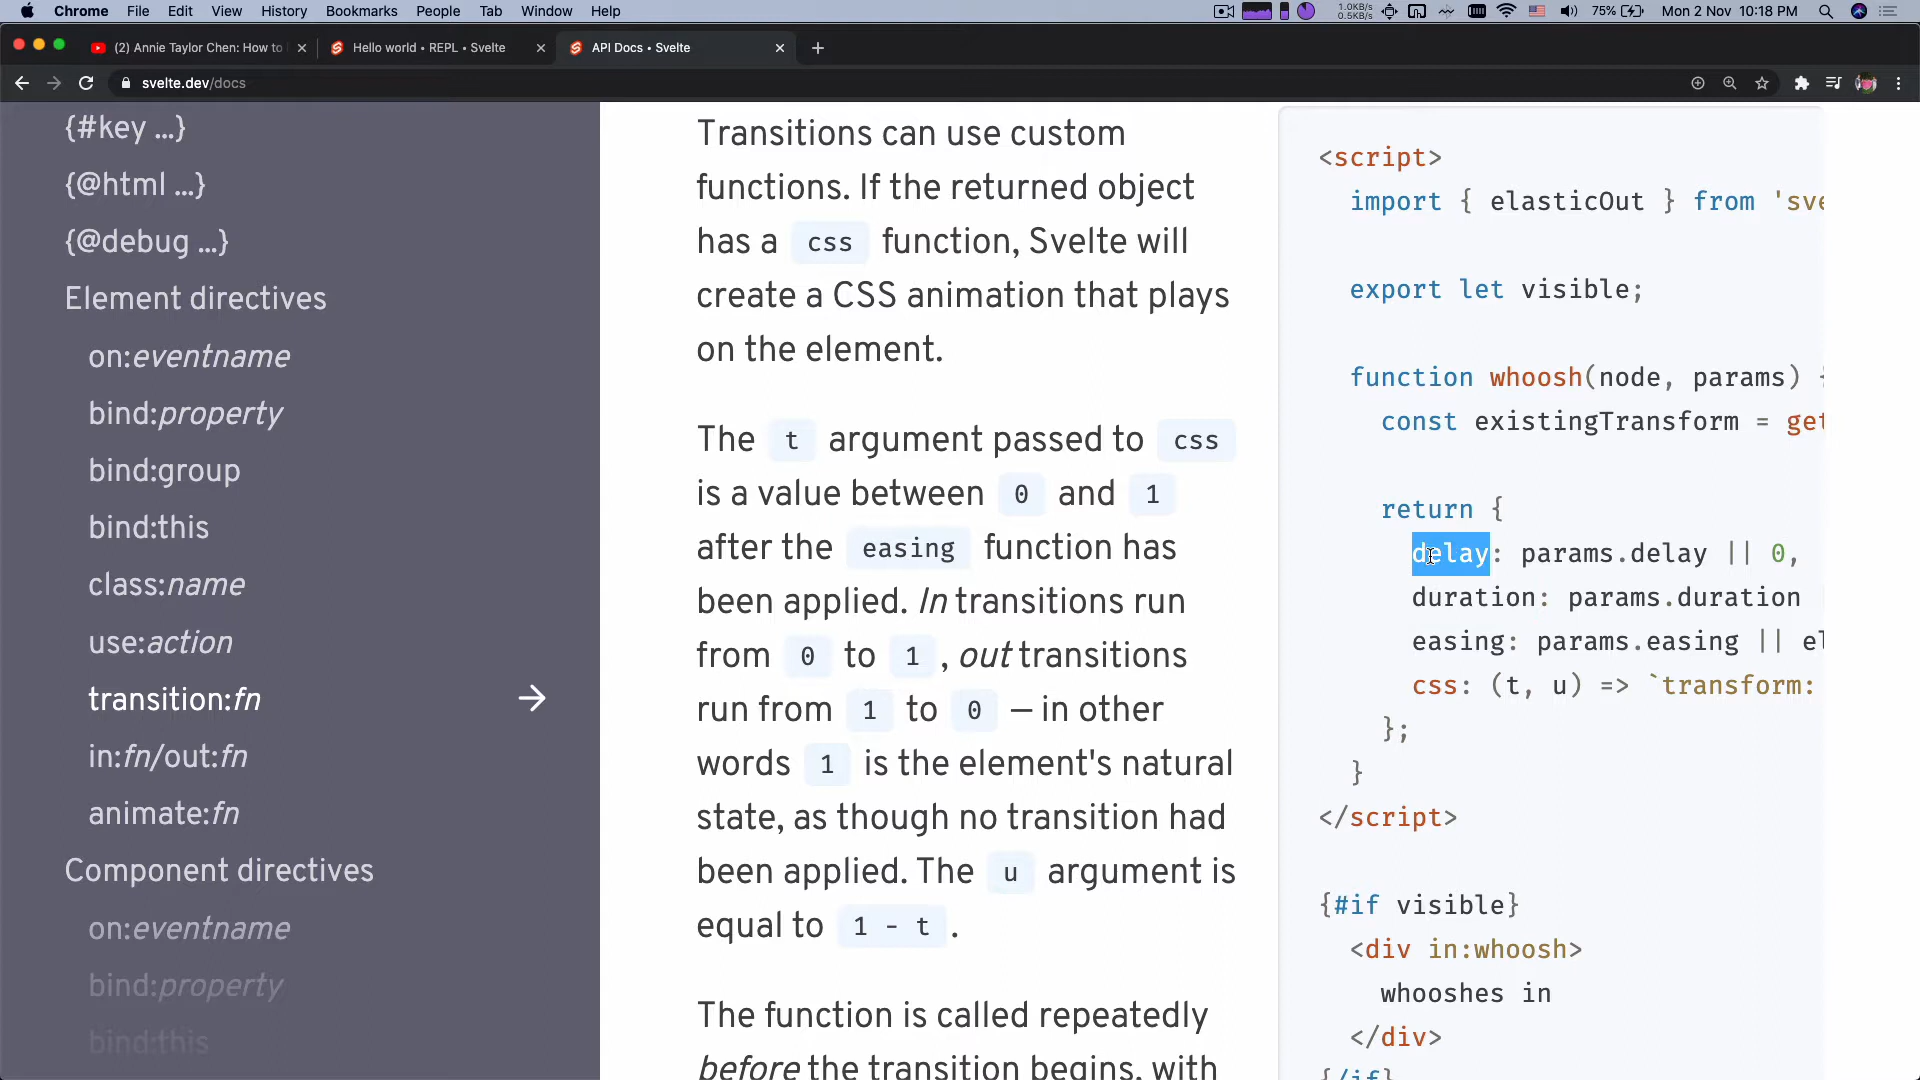 Chrome File Edit View History Bookmarks People Tab Window Help
1.0KB/s
0.5KB/s
75%
Mon 2 Nov 10:18 PM
(2) Annie Taylor Chen: How to
Hello world • REPL • Svelte
API Docs • Svelte
svelte.dev/docs
{#key ...}
{@html ...}
{@debug ...}
Element directives
on:eventname
bind:property
bind:group
bind:this
class:name
use:action
transition:fn
in:fn/out:fn
animate:fn
Component directives
on:eventname
bind:property
bind:this
Transitions can use custom
functions. If the returned object
has a css function, Svelte will
create a CSS animation that plays
on the element.
The t argument passed to css
is a value between 0 and 1
after the easing function has
been applied. In transitions run
from 0 to 1 , out transitions
run from 1 to 0 — in other
words 1 is the element's natural
state, as though no transition had
been applied. The u argument is
equal to 1 - t .
The function is called repeatedly
before the transition begins, with
<script>
import { elasticOut } from 'sve
export let visible;
function whoosh(node, params) {
const existingTransform = get
return {
delay: params.delay || 0,
duration: params.duration |
easing: params.easing || el
css: (t, u) => `transform:
};
}
</script>
{#if visible}
<div in:whoosh>
whooshes in
</div>
{/if}